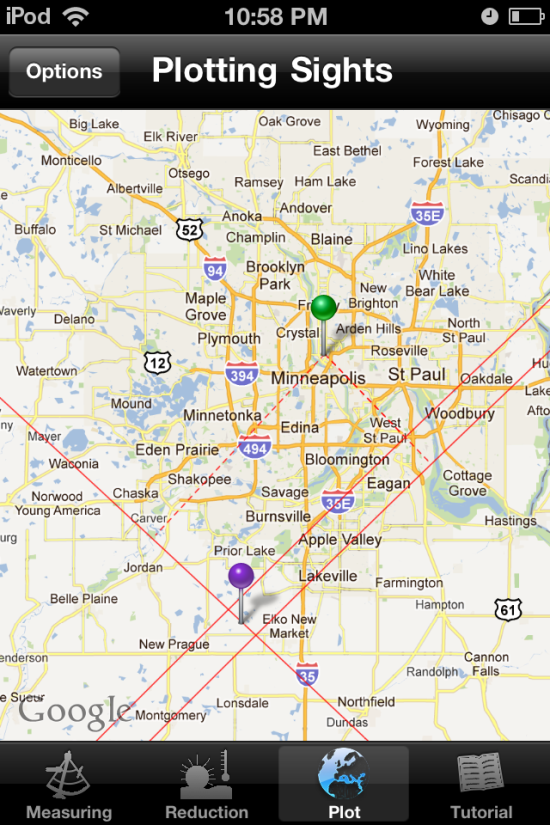 iPod 10:58 PM
Options Plotting Sights
Big Lake
Oak Grove
Wyoming
Chisago C
Elk River
East Bethel
Monticello
Forest Lake
Otsego
Ramsey Ham Lake
Scandi
Albertville
Andover
Anoka
35E
Buffalo
St Michael
52
Champlin
Blaine
Lino Lakes
94
Brooklyn
Park
White
Bear Lake
New
Brighton
Maple
Grove
Waverly
Delano
Crystal
Arden Hills
North
St Paul
Plymouth
Roseville
Watertown
12
394
Minneapolis
St Paul
Oakdale
Mound
Minnetonka
Woodbury
Edina
West
St Paul
Mayer
494
Eden Prairie
Bloomington
Waconia
Shakopee
Eagan
Cottage
Grove
Norwood
Young America
Chaska
Savage
35E
Carver
Burnsville
Hastings
Apple Valley
Prior Lake
Jordan
Lakeville
Farmington
Belle Plaine
Hampton
61
Elko New
Market
New Prague
Cannon
Falls
35
Randolph
Le Sueur
Lonsdale
Northfield
Google
Montgomery
Dundas
Measuring
Reduction
Plot
Tutorial